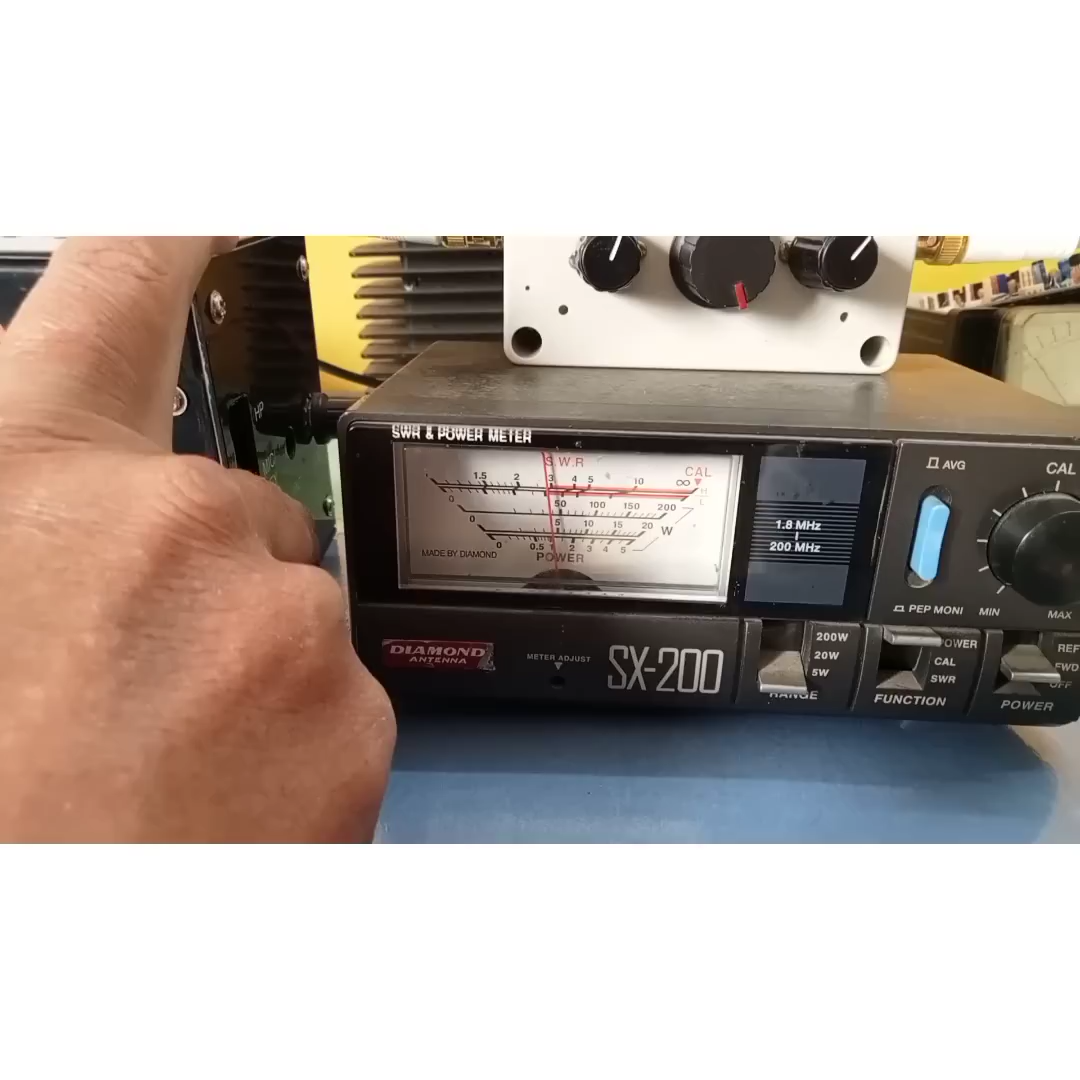 HP
SWR & POWER METER
S.W.R
CAL
1.5 2 3 4 5 10 ∞
H
L
0 50 100 150 200
0 5 10 15 20 W
0 0.5 1 2 3 4 5
MADE BY DIAMOND
POWER
1.8 MHz
200 MHz
AVG
PEP MONI
CAL
MIN
MAX
DIAMOND
ANTENNA
METER ADJUST
SX-200
200W
20W
5W
RANGE
POWER
CAL
SWR
FUNCTION
REF
FWD
OFF
POWER